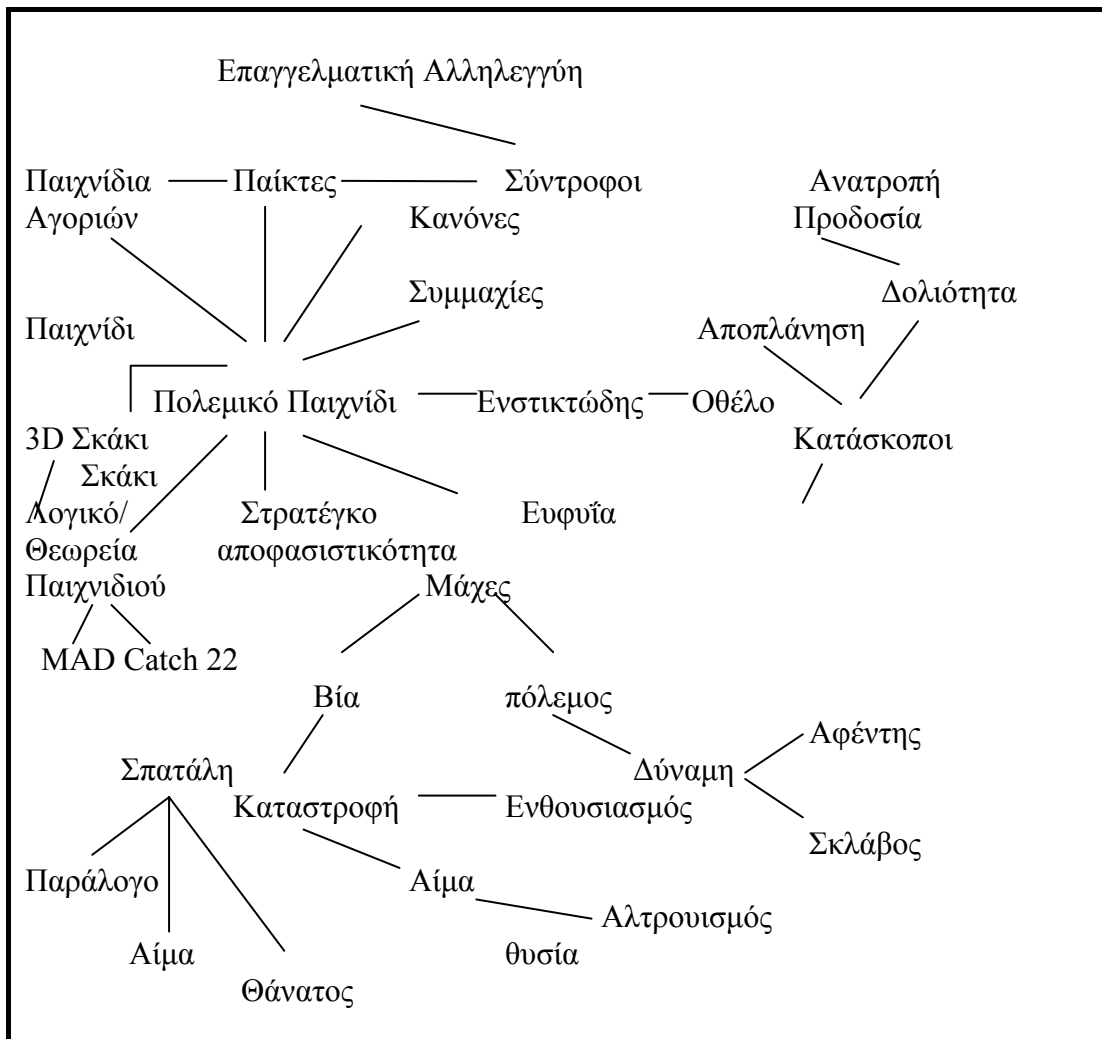 Επαγγελματική Αλληλεγγύη
Παιχνίδια Παίκτες Σύντροφοι Ανατροπή
Αγοριών Κανόνες Προδοσία
Συμμαχίες Δολιότητα
Παιχνίδι Αποπλάνηση
Πολεμικό Παιχνίδι Ενστικτώδης Οθέλο
3D Σκάκι Κατάσκοποι
Σκάκι
Λογικό/ Στρατέγκο Ευφυΐα
Θεωρεία αποφασιστικότητα
Παιχνιδιού Μάχες
MAD Catch 22
Βία πόλεμος
Αφέντης
Σπατάλη Δύναμη
Καταστροφή Ενθουσιασμός
Σκλάβος
Παράλογο Αίμα
Αλτρουισμός
Αίμα θυσία
Θάνατος